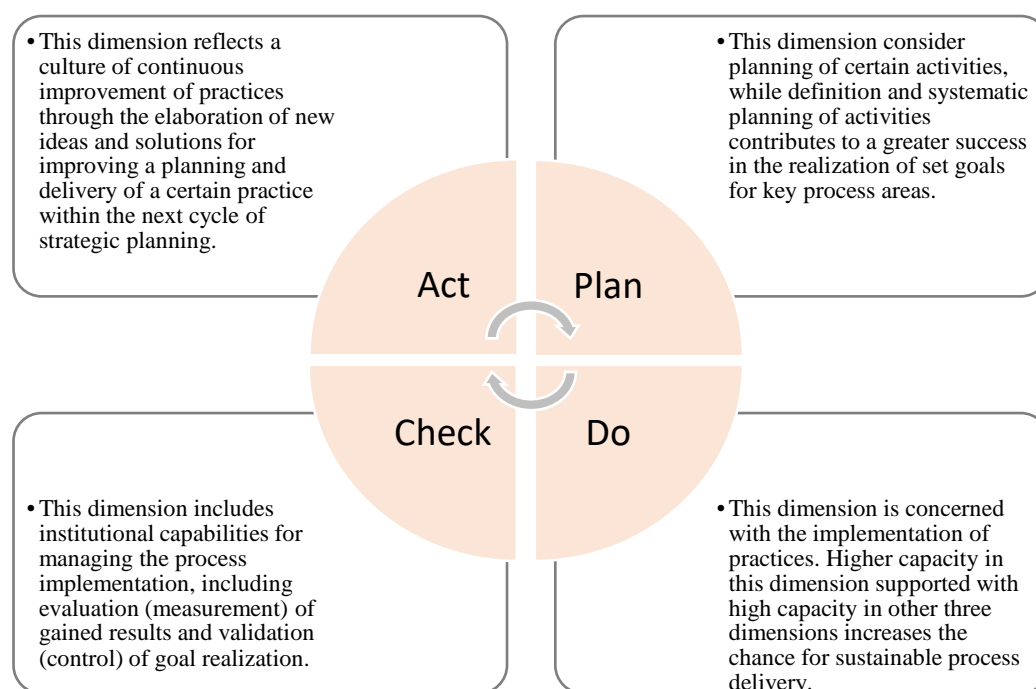 • This dimension reflects a
culture of continuous
improvement of practices
through the elaboration of new
ideas and solutions for
improving a planning and
delivery of a certain practice
within the next cycle of
strategic planning.
• This dimension consider
planning of certain activities,
while definition and systematic
planning of activities
contributes to a greater success
in the realization of set goals
for key process areas.
Act
Plan
Check
Do
• This dimension includes
institutional capabilities for
managing the process
implementation, including
evaluation (measurement) of
gained results and validation
(control) of goal realization.
• This dimension is concerned
with the implementation of
practices. Higher capacity in
this dimension supported with
high capacity in other three
dimensions increases the
chance for sustainable process
delivery.